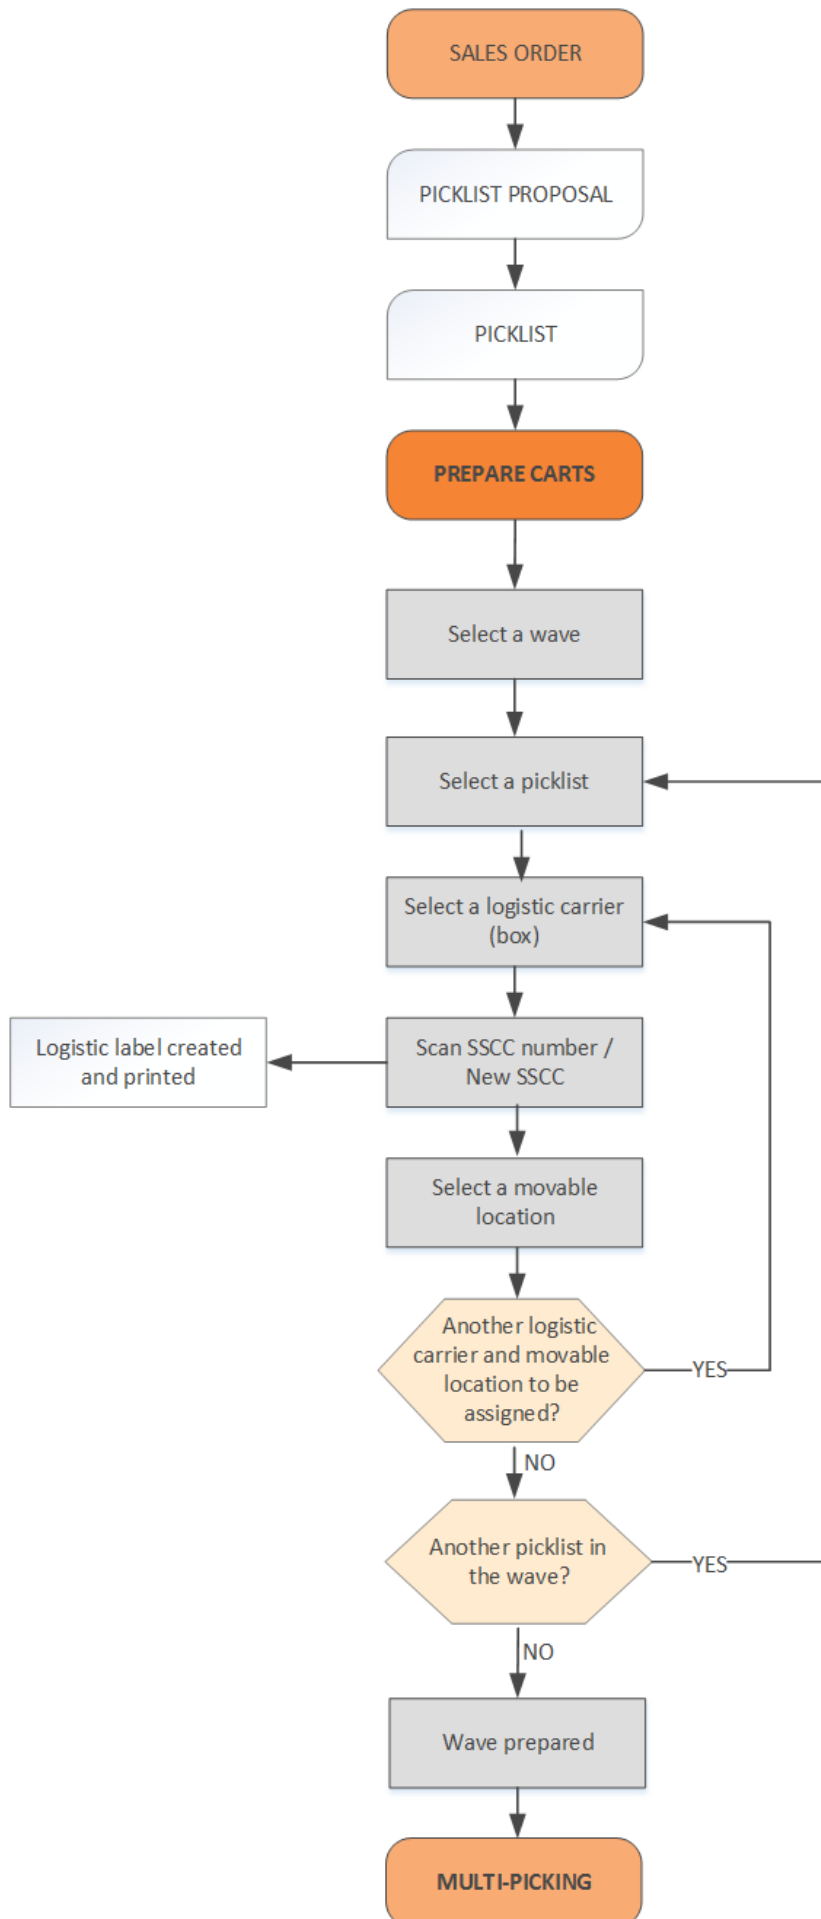 SALES ORDER
PICKLIST PROPOSAL
PICKLIST
PREPARE CARTS
Select a wave
Select a picklist
Select a logistic carrier
(box)
Logistic label created
and printed
Scan SSCC number /
New SSCC
Select a movable
location
Another logistic
carrier and movable
location to be
assigned?
YES
NO
Another picklist in
the wave?
YES
NO
Wave prepared
MULTI-PICKING